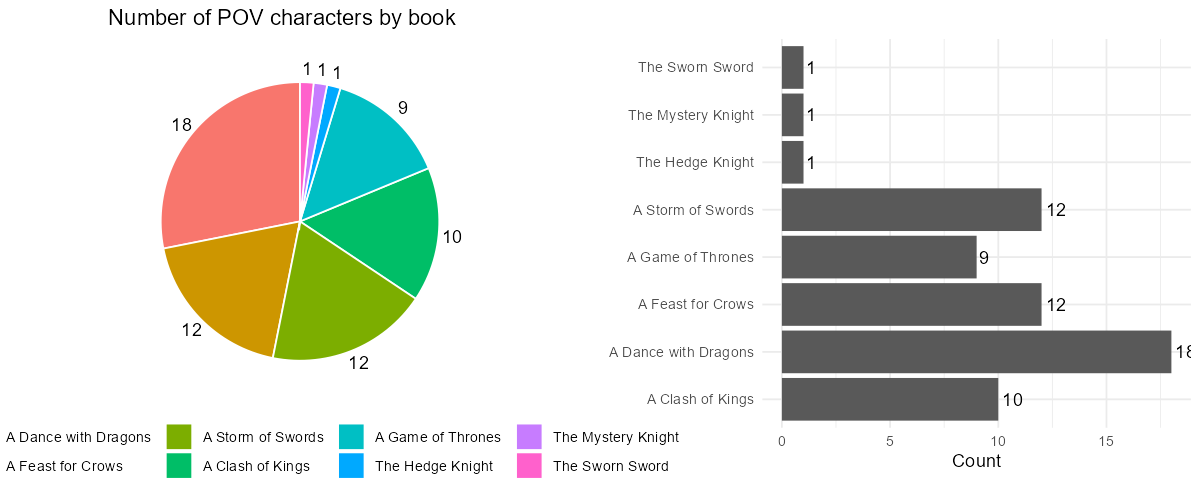 Number of POV characters by book
1 1 1
9
18
10
12
12
A Dance with Dragons A Storm of Swords A Game of Thrones The Mystery Knight
A Feast for Crows A Clash of Kings The Hedge Knight The Sworn Sword
The Sworn Sword 1
The Mystery Knight 1
The Hedge Knight 1
A Storm of Swords 12
A Game of Thrones 9
A Feast for Crows 12
A Dance with Dragons 18
A Clash of Kings 10
0 5 10 15
Count